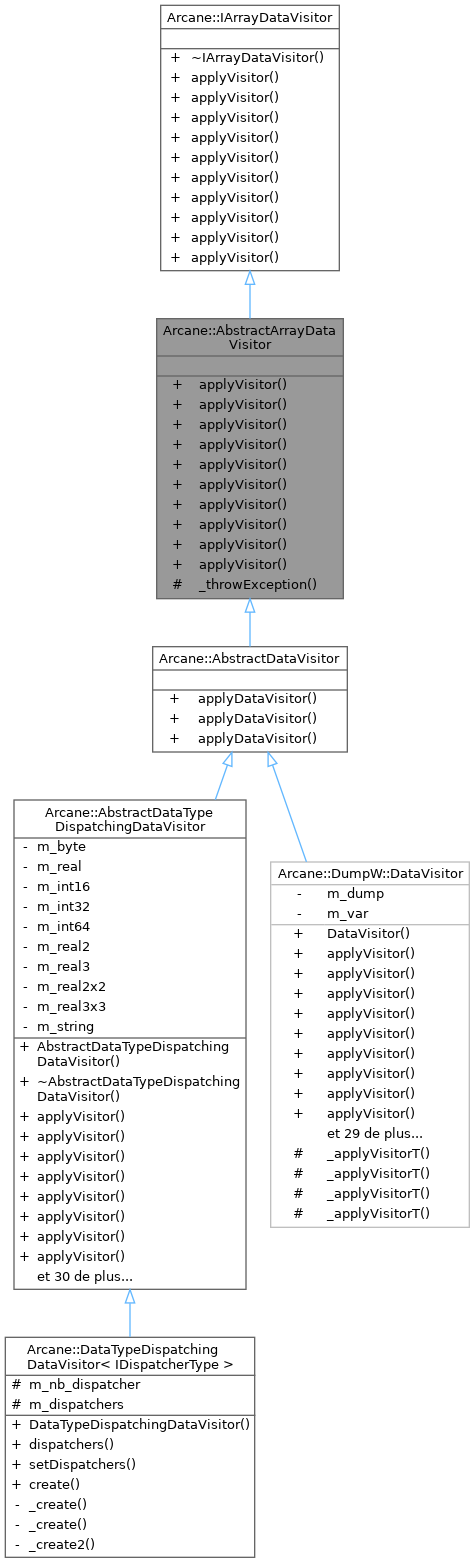 Arcane::IArrayDataVisitor
+ ~IArrayDataVisitor()
+ applyVisitor()
+ applyVisitor()
+ applyVisitor()
+ applyVisitor()
+ applyVisitor()
+ applyVisitor()
+ applyVisitor()
+ applyVisitor()
+ applyVisitor()
+ applyVisitor()
Arcane::AbstractArrayData
Visitor
+ applyVisitor()
+ applyVisitor()
+ applyVisitor()
+ applyVisitor()
+ applyVisitor()
+ applyVisitor()
+ applyVisitor()
+ applyVisitor()
+ applyVisitor()
+ applyVisitor()
# _throwException()
Arcane::AbstractDataVisitor
+ applyDataVisitor()
+ applyDataVisitor()
+ applyDataVisitor()
Arcane::AbstractDataType
DispatchingDataVisitor
- m_byte
- m_real
- m_int16
- m_int32
- m_int64
- m_real2
- m_real3
- m_real2x2
- m_real3x3
- m_string
+ AbstractDataTypeDispatching
DataVisitor()
+ ~AbstractDataTypeDispatching
DataVisitor()
+ applyVisitor()
+ applyVisitor()
+ applyVisitor()
+ applyVisitor()
+ applyVisitor()
+ applyVisitor()
+ applyVisitor()
+ applyVisitor()
et 30 de plus...
Arcane::DumpW::DataVisitor
- m_dump
- m_var
+ DataVisitor()
+ applyVisitor()
+ applyVisitor()
+ applyVisitor()
+ applyVisitor()
+ applyVisitor()
+ applyVisitor()
+ applyVisitor()
+ applyVisitor()
+ applyVisitor()
et 29 de plus...
# _applyVisitorT()
# _applyVisitorT()
# _applyVisitorT()
# _applyVisitorT()
Arcane::DataTypeDispatching
DataVisitor< IDispatcherType >
# m_nb_dispatcher
# m_dispatchers
+ DataTypeDispatchingDataVisitor()
+ dispatchers()
+ setDispatchers()
+ create()
- _create()
- _create()
- _create2()